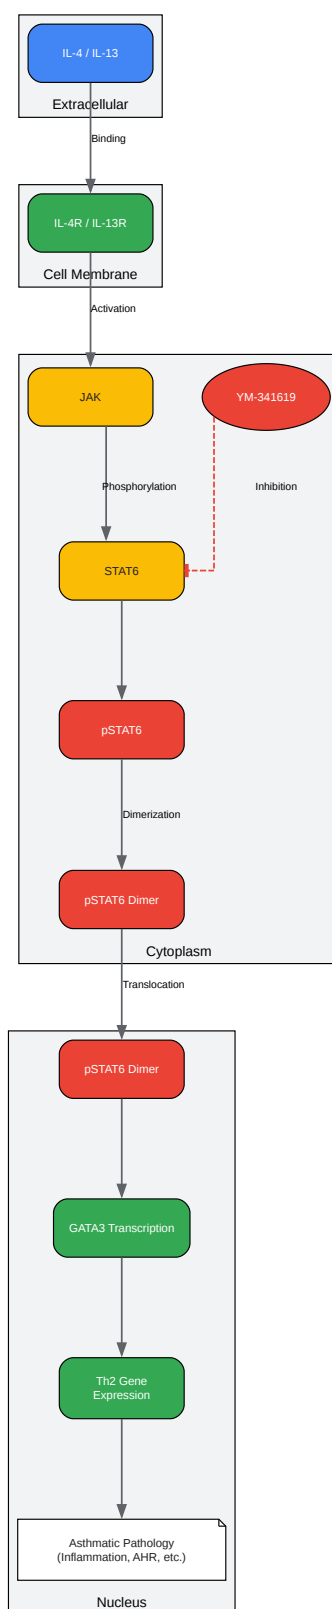 IL-4 / IL-13
Extracellular
Binding
IL-4R / IL-13R
Cell Membrane
Activation
JAK
YM-341619
Phosphorylation
Inhibition
STAT6
pSTAT6
Dimerization
pSTAT6 Dimer
Cytoplasm
Translocation
pSTAT6 Dimer
GATA3 Transcription
Th2 Gene
Expression
Asthmatic Pathology
(Inflammation, AHR, etc.)
Nucleus